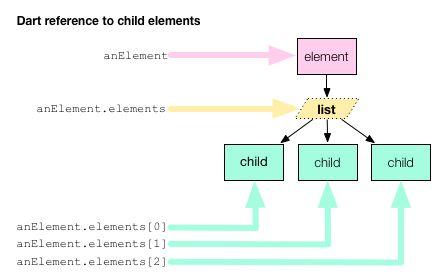 Dart reference to child elements
anElement
element
anElement.elements
list
child
child
child
anElement.elements[0]
anElement.elements[1]
anElement.elements[2]